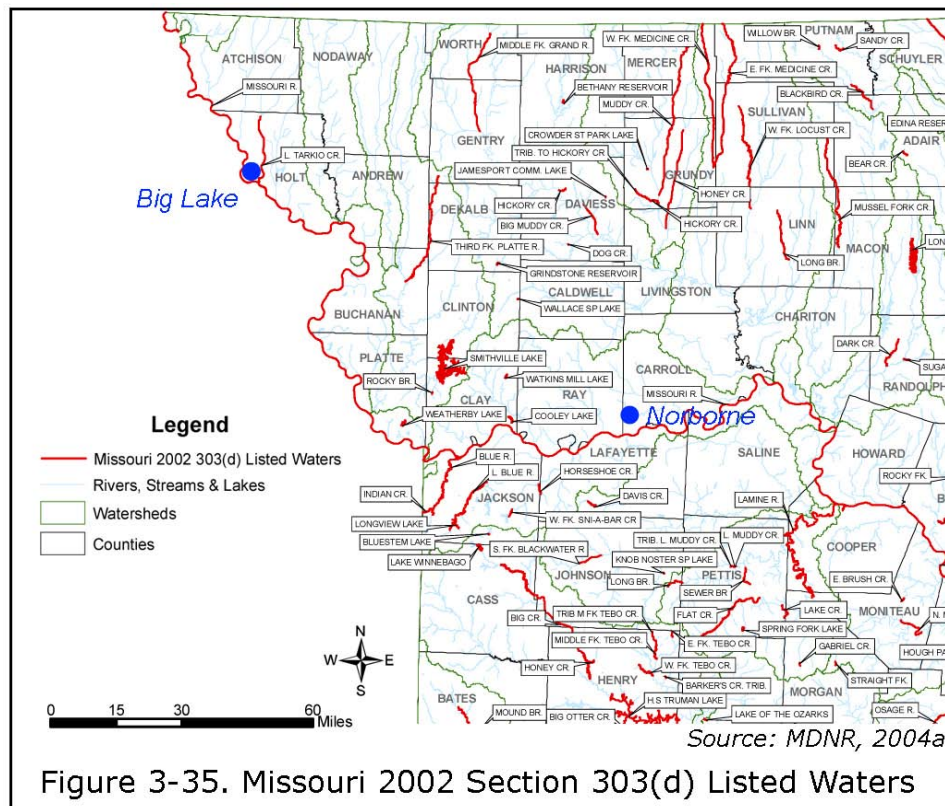 WILLOW BR.
PUTNAM
SANDY CR.
WORTH
MIDDLE FK. GRAND R.
W. FK. MEDICINE CR.
NODAWAY
ATCHISON
HARRISON
MERCER
E. FK. MEDICINE CR.
SCHUYLER
MISSOURI R.
BETHANY RESERVOIR
BLACKBIRD CR.
MUDDY CR.
SULLIVAN
EDINA RESER
CROWDER ST PARK LAKE
W. FK. LOCUST CR.
GENTRY
ADAIR
L. TARKIO CR.
TRIB. TO HICKORY CR.
BEAR CR.
HOLT
ANDREW
JAMESPORT COMM. LAKE
GRUNDY
Big Lake
HICKORY CR.
DAVIESS
HONEY CR.
DEKALB
BIG MUDDY CR.
HICKORY CR.
LINN
MUSSEL FORK CR.
THIRD FK. PLATTE R.
DOG CR.
MACON
LON
GRINDSTONE RESERVOIR
LONG BR.
CALDWELL
LIVINGSTON
BUCHANAN
CLINTON
WALLACE SP LAKE
CHARITON
PLATTE
SMITHVILLE LAKE
DARK CR.
SUGA
CARROLL
ROCKY BR.
WATKINS MILL LAKE
MISSOURI R.
RANDOLPH
CLAY
RAY
WEATHERBY LAKE
COOLEY LAKE
Norborne
Legend
Missouri 2002 303(d) Listed Waters
Rivers, Streams & Lakes
Watersheds
Counties
BLUE R.
LAFAYETTE
SALINE
HOWARD
L. BLUE R.
HORSESHOE CR.
ROCKY FK.
INDIAN CR.
JACKSON
DAVIS CR.
LAMINE R.
B
LONGVIEW LAKE
W. FK. SNI-A-BAR CR
BLUESTEM LAKE
TRIB. L. MUDDY CR.
L. MUDDY CR.
COOPER
LAKE WINNEBAGO
S. FK. BLACKWATER R
KNOB NOSTER SP LAKE
JOHNSON
LONG BR.
PETTIS
E. BRUSH CR.
CASS
SEWER BR
MONITEAU
BIG CR.
TRIB M FK TEBO CR.
FLAT CR.
LAKE CR.
N. M
MIDDLE FK. TEBO CR.
SPRING FORK LAKE
E. FK. TEBO CR.
GABRIEL CR.
HOUGH PA
HONEY CR.
W. FK. TEBO CR.
HENRY
BARKER'S CR. TRIB.
STRAIGHT FK.
MORGAN
BATES
H.S TRUMAN LAKE
MOUND BR.
BIG OTTER CR.
LAKE OF THE OZARKS
OSAGE R.
N
W E
S
0 15 30 60
Miles
Source: MDNR, 2004a
Figure 3-35. Missouri 2002 Section 303(d) Listed Waters